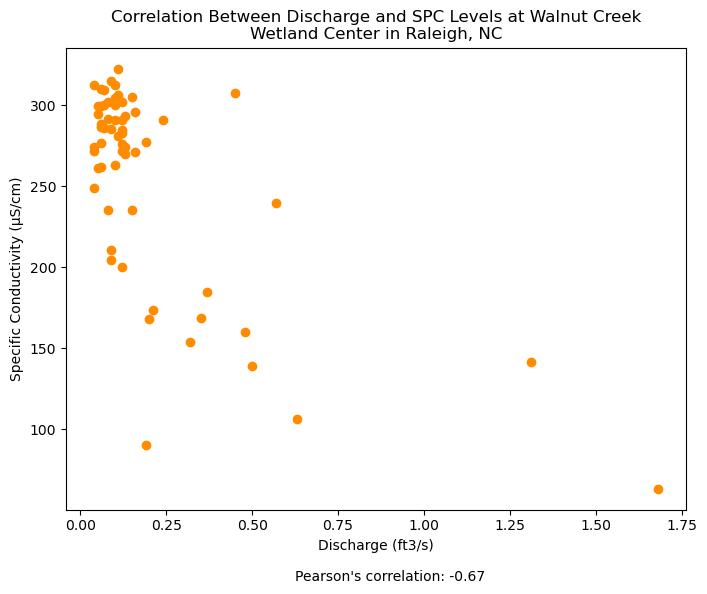 Correlation Between Discharge and SPC Levels at Walnut Creek
Wetland Center in Raleigh, NC
Specific Conductivity (µS/cm)
300
250
200
150
100
0.00 0.25 0.50 0.75 1.00 1.25 1.50 1.75
Discharge (ft3/s)
Pearson's correlation: -0.67